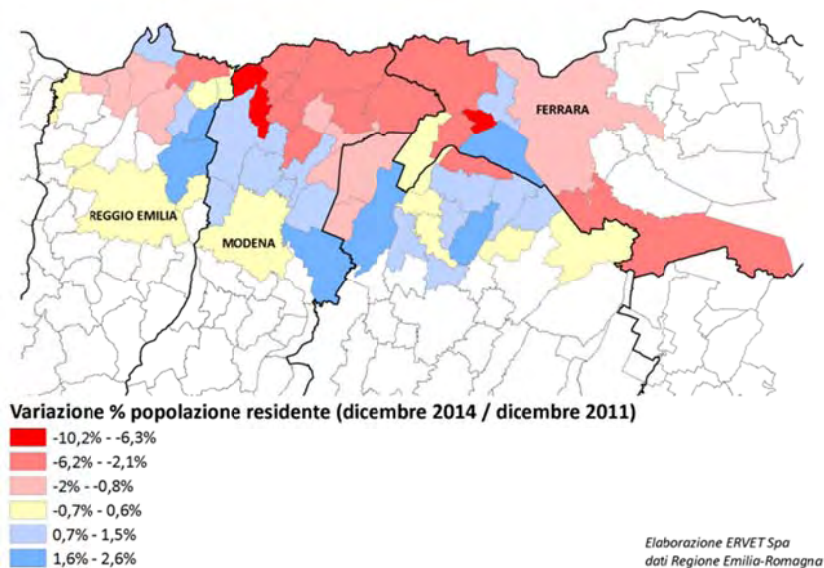 FERRARA
REGGIO EMILIA
MODENA
Variazione % popolazione residente (dicembre 2014 / dicembre 2011)
-10,2% - -6,3%
-6,2% - -2,1%
-2% - -0,8%
-0,7% - 0,6%
0,7% - 1,5%
1,6% - 2,6%
Elaborazione ERVET Spa
dati Regione Emilia-Romagna